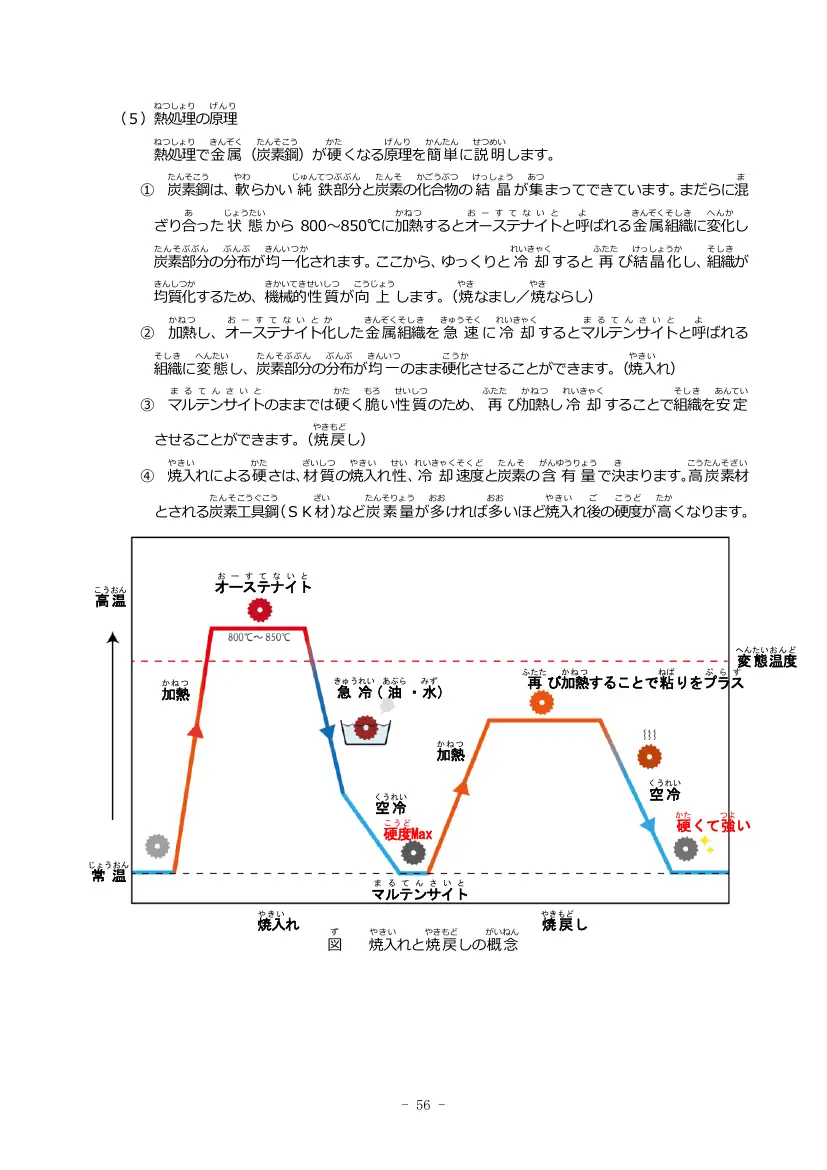 （５）熱処理の原理
熱処理で金属（炭素鋼）が硬くなる原理を簡単に説明します。
① 炭素鋼は、軟らかい純鉄部分と炭素の化合物の結晶が集まってできています。まだらに混
ざり合った状態から 800～850℃に加熱するとオーステナイトと呼ばれる金属組織に変化し
炭素部分の分布が均一化されます。ここから、ゆっくりと冷却すると再び結晶化し、組織が
均質化するため、機械的性質が向上します。（焼なまし／焼ならし）
② 加熱し、オーステナイト化した金属組織を急速に冷却するとマルテンサイトと呼ばれる
組織に変態し、炭素部分の分布が均一のまま硬化させることができます。（焼入れ）
③ マルテンサイトのままでは硬く脆い性質のため、再び加熱し冷却することで組織を安定
させることができます。（焼戻し）
④ 焼入れによる硬さは、材質の焼入れ性、冷却速度と炭素の含有量で決まります。高炭素材
とされる炭素工具鋼（ＳＫ材）など炭素量が多ければ多いほど焼入れ後の硬度が高くなります。
オーステナイト
高温
800℃～ 850℃
変態温度
加熱
急冷（油・水）
再び加熱することで粘りをプラス
加熱
空冷
空冷
硬度Max
硬くて強い
常温
マルテンサイト
焼入れ
焼戻し
図 焼入れと焼戻しの概念
- 56 -